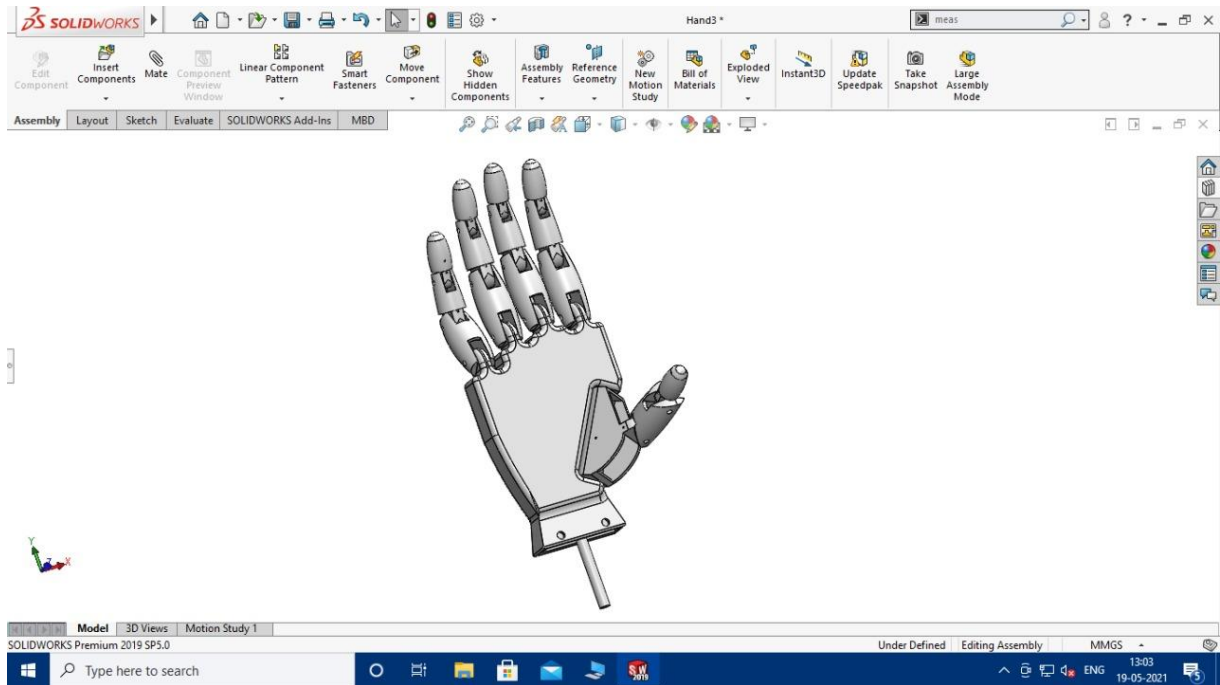 SOLIDWORKS
Hand3 *
meas
Edit Component
Insert Components
Mate
Component Preview Window
Linear Component Pattern
Smart Fasteners
Move Component
Show Hidden Components
Assembly Features
Reference Geometry
New Motion Study
Bill of Materials
Exploded View
Instant3D
Update Speedpak
Take Snapshot
Large Assembly Mode
Assembly Layout Sketch Evaluate SOLIDWORKS Add-Ins MBD
Y
Z X
Model 3D Views Motion Study 1
SOLIDWORKS Premium 2019 SP5.0 Under Defined Editing Assembly MMGS
Type here to search
SW 2019
ENG
13:03
19-05-2021
5